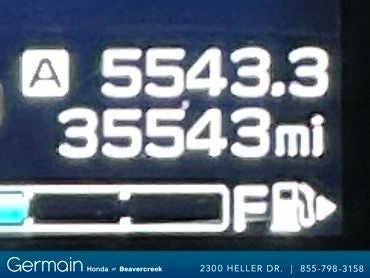 A 5543.3
35543mi
F
Germain Honda of Beavercreek 2300 HELLER DR. | 855-798-3158